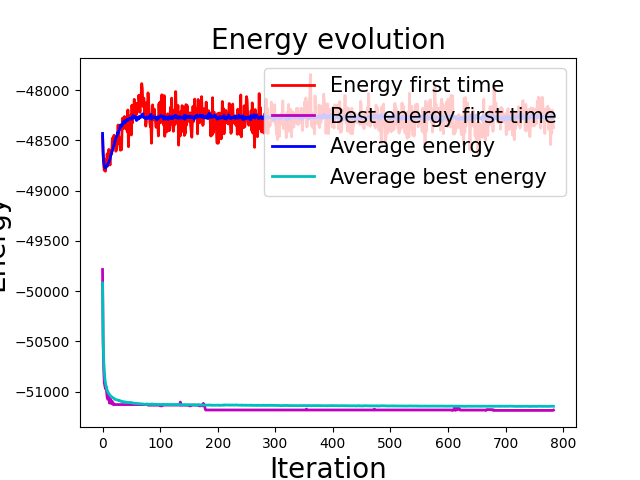 Energy evolution
Energy first time
Best energy first time
Average energy
Average best energy
Energy
−48000
−48500
−49000
−49500
−50000
−50500
−51000
0 100 200 300 400 500 600 700 800
Iteration